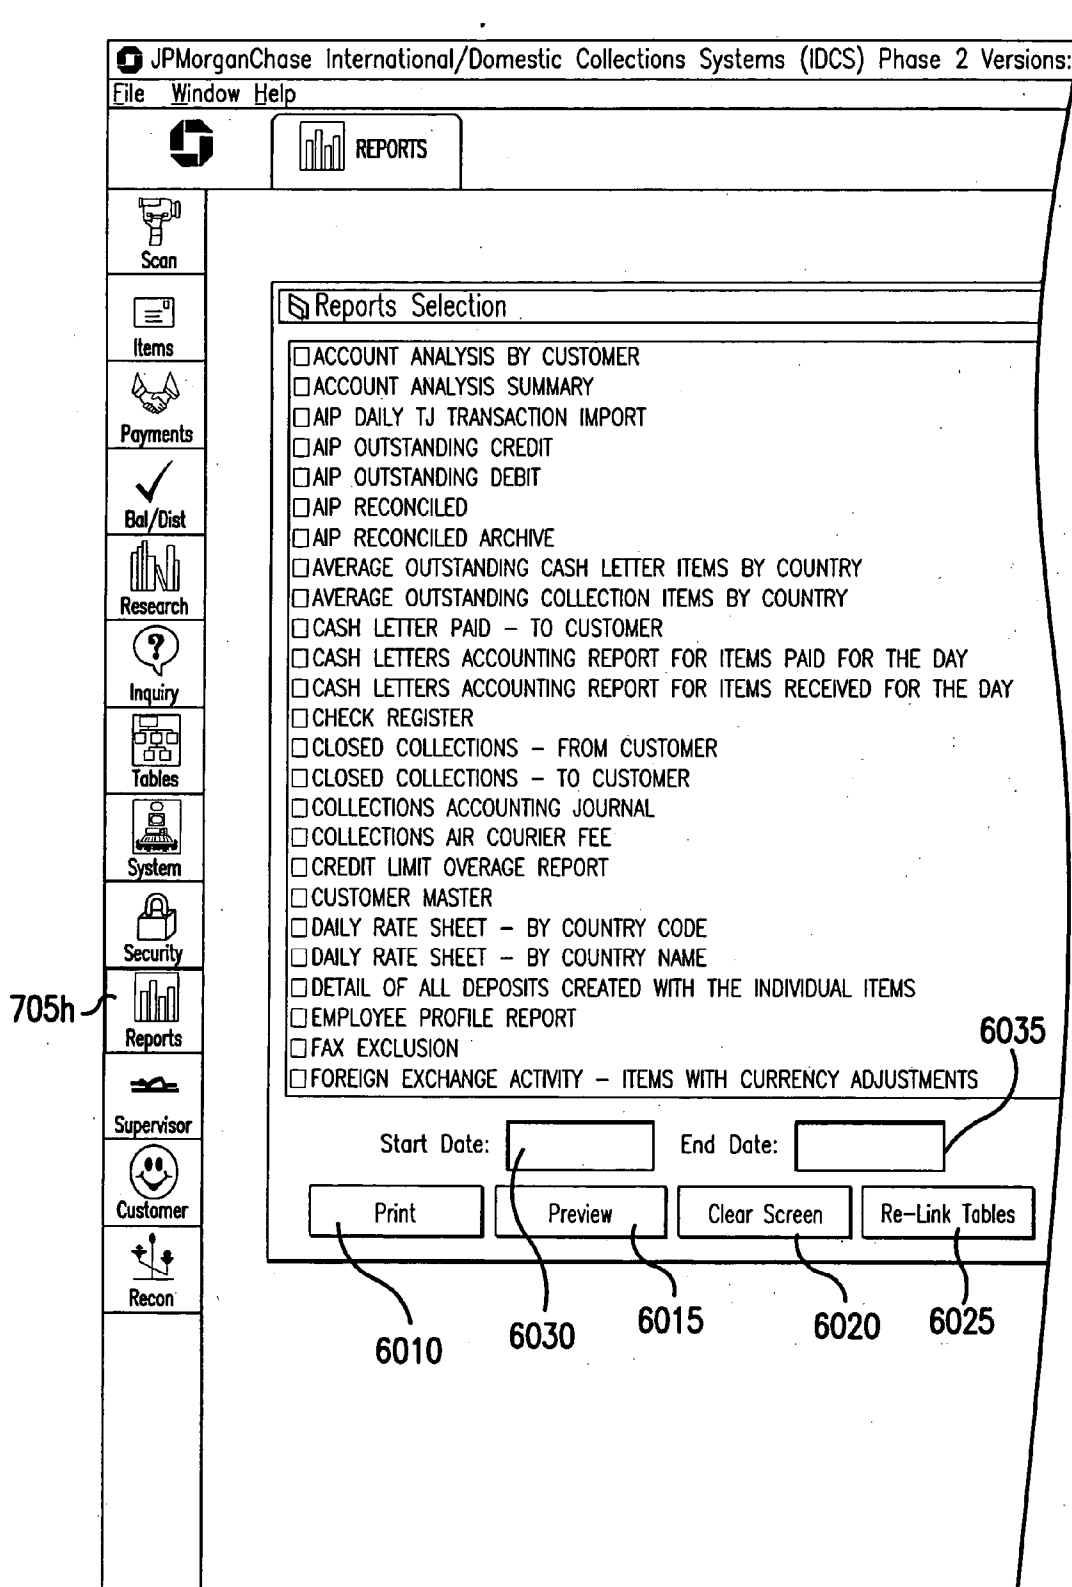 JPMorganChase International/Domestic Collections Systems (IDCS) Phase 2 Versions:
File Window Help
REPORTS
Scan
Items
Payments
Bal/Dist
Research
Inquiry
Tables
System
Security
Reports
Supervisor
Customer
Recon
705h
Reports Selection
ACCOUNT ANALYSIS BY CUSTOMER
ACCOUNT ANALYSIS SUMMARY
AIP DAILY TJ TRANSACTION IMPORT
AIP OUTSTANDING CREDIT
AIP OUTSTANDING DEBIT
AIP RECONCILED
AIP RECONCILED ARCHIVE
AVERAGE OUTSTANDING CASH LETTER ITEMS BY COUNTRY
AVERAGE OUTSTANDING COLLECTION ITEMS BY COUNTRY
CASH LETTER PAID – TO CUSTOMER
CASH LETTERS ACCOUNTING REPORT FOR ITEMS PAID FOR THE DAY
CASH LETTERS ACCOUNTING REPORT FOR ITEMS RECEIVED FOR THE DAY
CHECK REGISTER
CLOSED COLLECTIONS – FROM CUSTOMER
CLOSED COLLECTIONS – TO CUSTOMER
COLLECTIONS ACCOUNTING JOURNAL
COLLECTIONS AIR COURIER FEE
CREDIT LIMIT OVERAGE REPORT
CUSTOMER MASTER
DAILY RATE SHEET – BY COUNTRY CODE
DAILY RATE SHEET – BY COUNTRY NAME
DETAIL OF ALL DEPOSITS CREATED WITH THE INDIVIDUAL ITEMS
EMPLOYEE PROFILE REPORT
FAX EXCLUSION
FOREIGN EXCHANGE ACTIVITY – ITEMS WITH CURRENCY ADJUSTMENTS
6035
Start Date: End Date:
Print Preview Clear Screen Re-Link Tables
6010 6030 6015 6020 6025